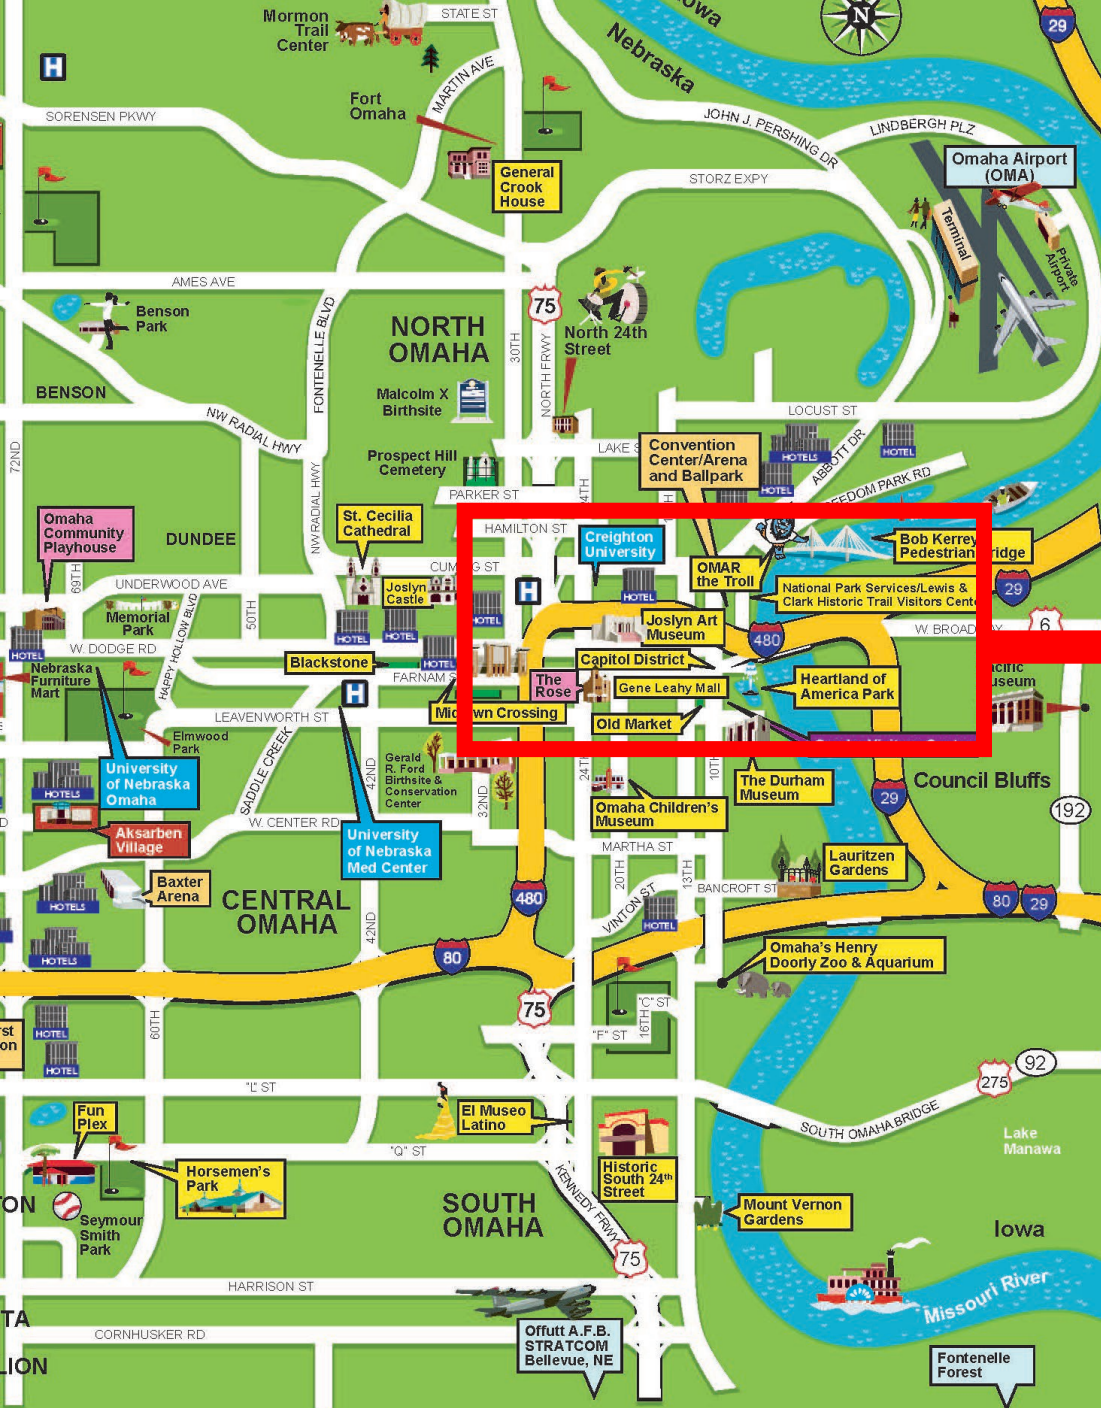 Iowa
Nebraska
N
29
Mormon
Trail
Center
STATE ST
H
MARTIN AVE
Fort
Omaha
SORENSEN PKWY
JOHN J. PERSHING DR
LINDBERGH PLZ
Omaha Airport
(OMA)
General
Crook
House
STORZ EXPY
Terminal
Private
Airport
AMES AVE
75
Benson
Park
FONTENELLE BLVD
NORTH
OMAHA
30TH
NORTH FRWY
North 24th
Street
BENSON
Malcolm X
Birthsite
LOCUST ST
NW RADIAL HWY
72ND
Prospect Hill
Cemetery
LAKE S
Convention
Center/Arena
and Ballpark
HOTELS
HOTEL
HOTEL
ABBOTT DR
EEDOM PARK RD
PARKER ST
NW RADIAL HWY
Omaha
Community
Playhouse
DUNDEE
St. Cecilia
Cathedral
HAMILTON ST
Creighton
University
Bob Kerrey
Pedestrian Bridge
OMAR
the Troll
69TH
UNDERWOOD AVE
50TH
CUMING ST
Joslyn
Castle
H
HOTEL
HOTEL
National Park Services/Lewis &
Clark Historic Trail Visitors Cente
29
Memorial
Park
HAPPY HOLLOW BLVD
HOTEL
HOTEL
Joslyn Art
Museum
480
W. BROADWAY
6
HOTEL
W. DODGE RD
Blackstone
HOTEL
Capitol District
Nebraska
Furniture
Mart
FARNAM S
H
The
Rose
Gene Leahy Mall
Heartland of
America Park
acific
useum
Midtown Crossing
Old Market
LEAVENWORTH ST
Elmwood
Park
SADDLE CREEK
42ND
Gerald
R. Ford
Birthsite &
Conservation
Center
32ND
24T
10TH
The Durham
Museum
Council Bluffs
University
of Nebraska
Omaha
HOTELS
29
192
Omaha Children's
Museum
Aksarben
Village
W. CENTER RD
University
of Nebraska
Med Center
MARTHA ST
Lauritzen
Gardens
20TH
13TH
BANCROFT ST
Baxter
Arena
HOTELS
CENTRAL
OMAHA
480
VINTON ST
HOTEL
80
29
42ND
HOTELS
80
Omaha's Henry
Doorly Zoo & Aquarium
75
"C" ST
16TH
"F" ST
HOTEL
rst
on
60TH
HOTEL
92
275
"L" ST
SOUTH OMAHA BRIDGE
Fun
Plex
El Museo
Latino
Lake
Manawa
"Q" ST
Horsemen's
Park
Historic
South 24th
Street
KENNEDY FRWY
TON
Seymour
Smith
Park
SOUTH
OMAHA
Mount Vernon
Gardens
Iowa
75
HARRISON ST
Missouri River
TA
CORNHUSKER RD
Offutt A.F.B.
STRATCOM
Bellevue, NE
LION
Fontenelle
Forest